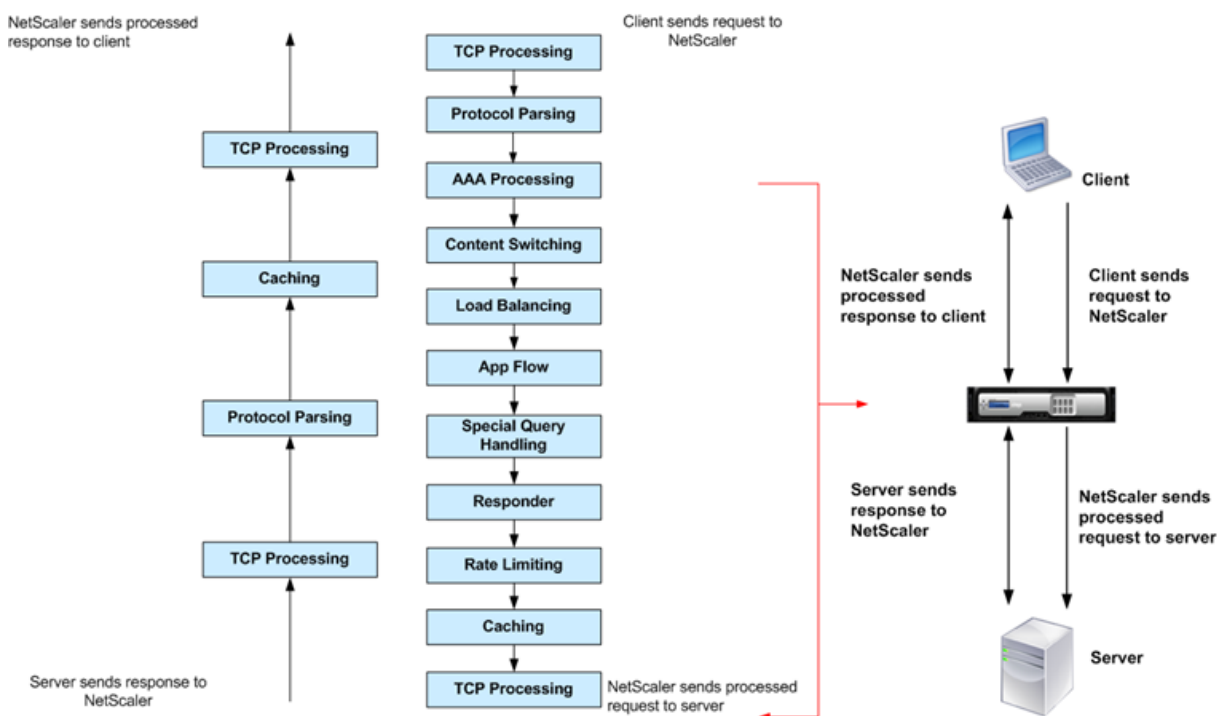 NetScaler sends processed
response to client
TCP Processing
Caching
Protocol Parsing
TCP Processing
Server sends response to
NetScaler
Client sends request to
NetScaler
TCP Processing
Protocol Parsing
AAA Processing
Content Switching
Load Balancing
App Flow
Special Query
Handling
Responder
Rate Limiting
Caching
TCP Processing
NetScaler sends processed
request to server
Client
NetScaler sends
processed
response to client
Client sends
request to
NetScaler
Server sends
response to
NetScaler
NetScaler sends
processed
request to server
Server